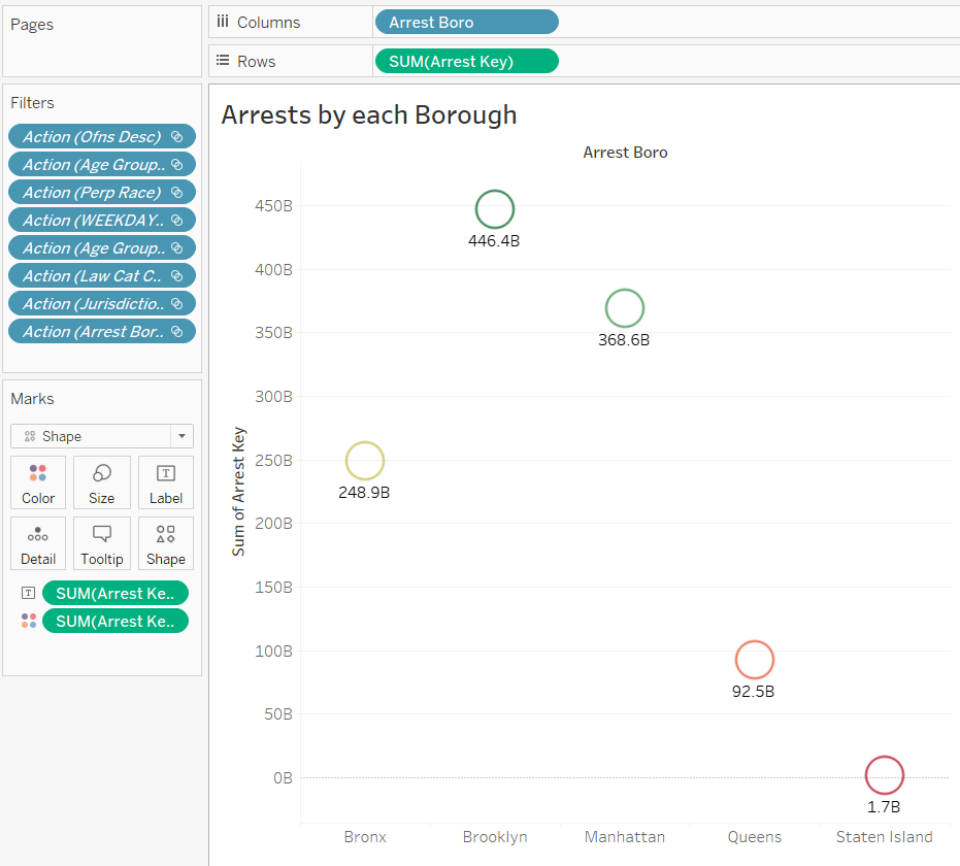 Pages
Columns
Arrest Boro
Rows
SUM(Arrest Key)
Filters
Action (Ofns Desc)
Action (Age Group..
Action (Perp Race)
Action (WEEKDAY..
Action (Age Group..
Action (Law Cat C..
Action (Jurisdictio..
Action (Arrest Bor..
Marks
Shape
Color
Size
T
Label
Detail
Tooltip
Shape
T
SUM(Arrest Ke..
SUM(Arrest Ke..
Arrests by each Borough
Arrest Boro
Sum of Arrest Key
450B
400B
350B
300B
250B
200B
150B
100B
50B
0B
446.4B
368.6B
248.9B
92.5B
1.7B
Bronx
Brooklyn
Manhattan
Queens
Staten Island